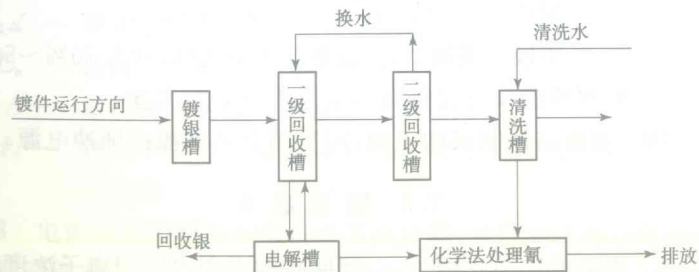 换水
清洗水
镀件运行方向
镀银槽
一级回收槽
二级回收槽
清洗槽
回收银
电解槽
化学法处理氰
排放